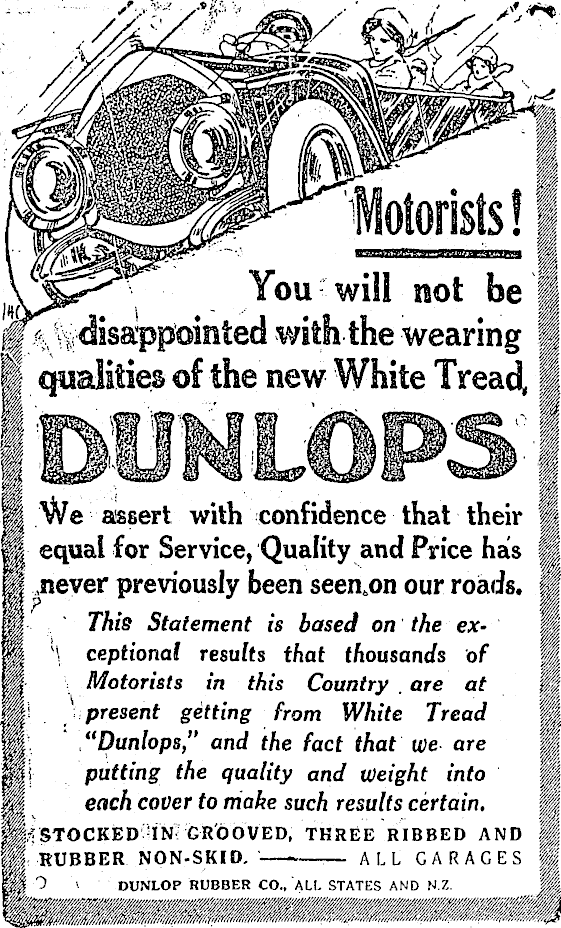 Motorists!
You will not be
disappointed with the wearing
qualities of the new White Tread,
DUNLOPS
We assert with confidence that their
equal for Service, Quality and Price has
never previously been seen on our roads.
This Statement is based on the ex-
ceptional results that thousands of
Motorists in this Country are at
present getting from White Tread
"Dunlops," and the fact that we are
putting the quality and weight into
each cover to make such results certain.
STOCKED IN GROOVED, THREE RIBBED AND
RUBBER NON-SKID. ——— ALL GARAGES
DUNLOP RUBBER CO., ALL STATES AND N.Z.